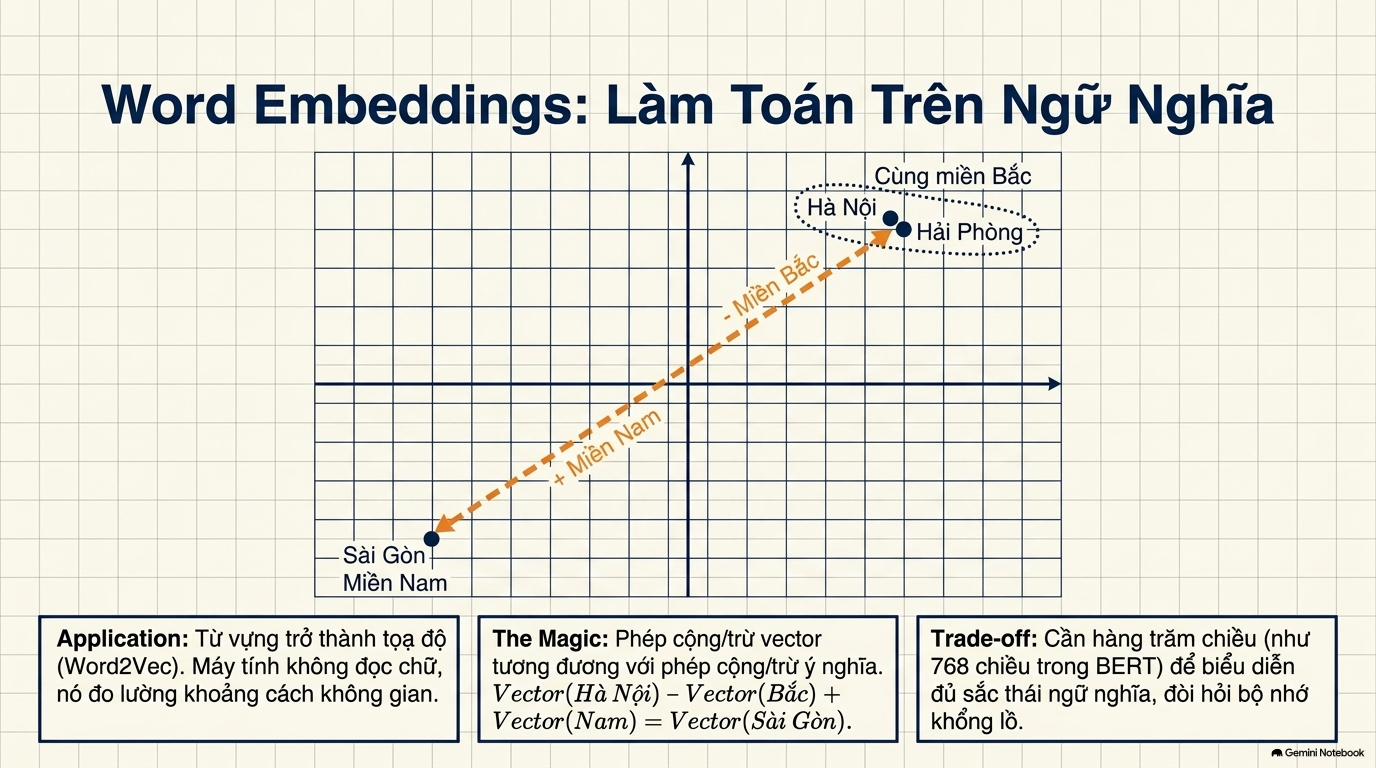 Word Embeddings: Làm Toán Trên Ngữ Nghĩa
Cùng miền Bắc
Hà Nội
Hải Phòng
- Miền Bắc
+ Miền Nam
Sài Gòn
Miền Nam
Application: Từ vựng trở thành tọạ độ
(Word2Vec). Máy tính không đọc chữ,
nó đo lường khoảng cách không gian.
The Magic: Phép cộng/trừ vector
tương đương với phép cộng/trừ ý nghĩa.
Vector(Hà Nội) – Vector(Bắc) +
Vector(Nam) = Vector(Sài Gòn).
Trade-off: Cần hàng trăm chiều (như
768 chiều trong BERT) để biểu diễn
đủ sắc thái ngữ nghĩa, đòi hỏi bộ nhớ
khổng lồ.
Gemini Notebook